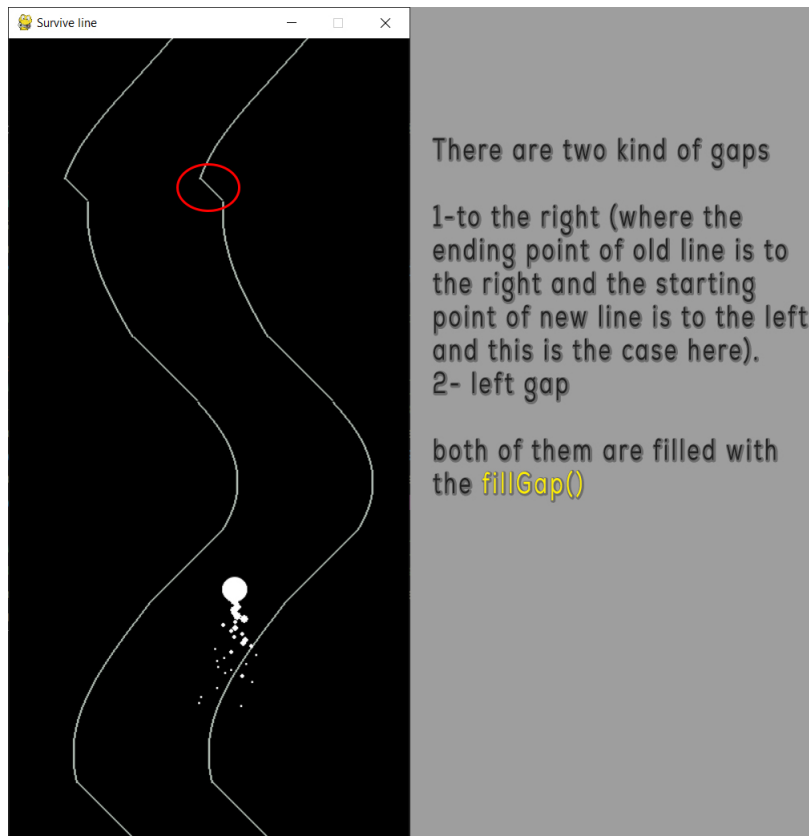 Survive line
There are two kind of gaps
1-to the right (where the
ending point of old line is to
the right and the starting
point of new line is to the left
and this is the case here).
2- left gap
both of them are filled with
the fillGap()